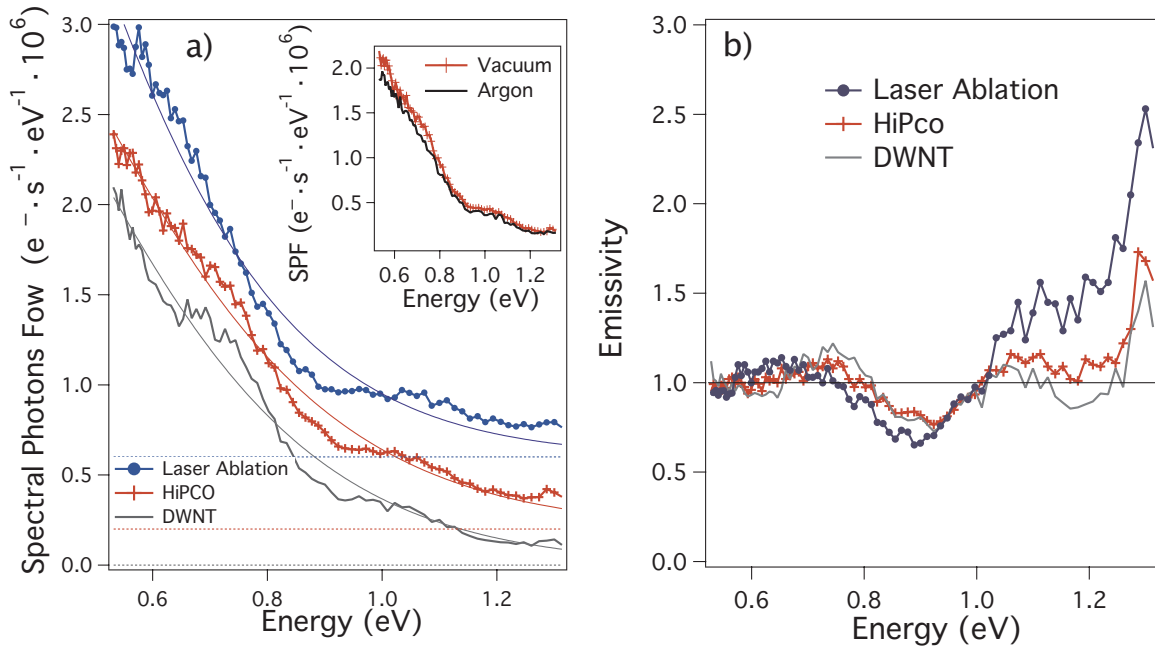 a)
Spectral Photons Fow (e⁻ · s⁻¹ · eV⁻¹ · 10⁶)
3.0
2.5
2.0
1.5
1.0
0.5
0.0
0.6
0.8
1.0
1.2
Energy (eV)
Laser Ablation
HiPCO
DWNT
SPF (e⁻ · s⁻¹ · eV⁻¹ · 10⁶)
2.0
1.5
1.0
0.5
Vacuum
Argon
0.6
0.8
1.0
1.2
Energy (eV)
b)
Emissivity
3.0
2.5
2.0
1.5
1.0
0.5
0.0
Laser Ablation
HiPco
DWNT
0.6
0.8
1.0
1.2
Energy (eV)